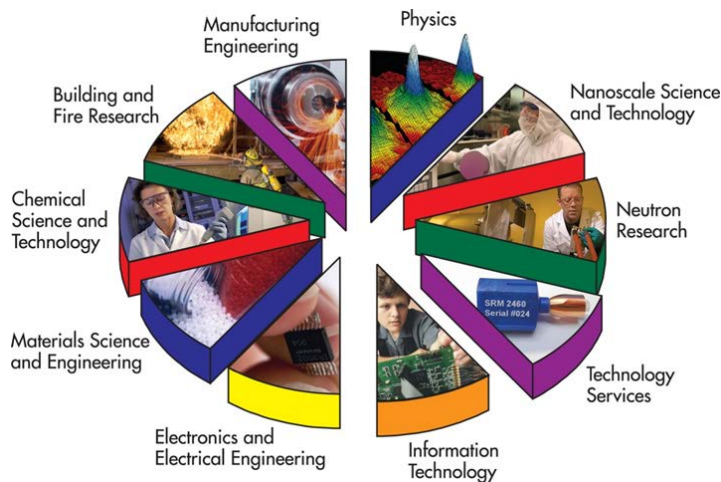 Manufacturing
Engineering
Physics
Building and
Fire Research
Nanoscale Science
and Technology
Chemical
Science and
Technology
Neutron
Research
SRM 2460
Serial #024
Materials Science
and Engineering
Technology
Services
Electronics and
Electrical Engineering
Information
Technology